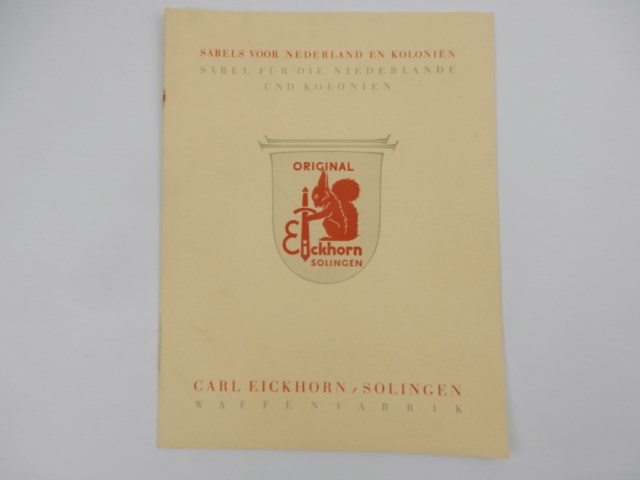 SABELS VOOR NEDERLAND EN KOLONIËN
SÄBEL FÜR DIE NIEDERLANDE
UND KOLONIEN
ORIGINAL
Eickhorn
SOLINGEN
CARL EICKHORN / SOLINGEN
WAFFENFABRIK